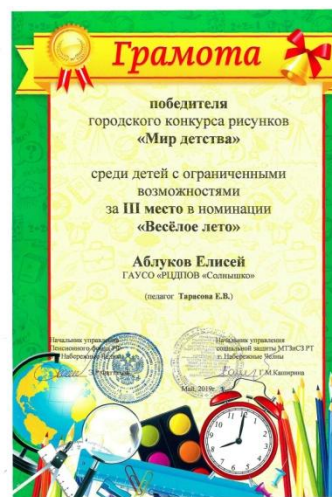 Грамота
победителя
городского конкурса рисунков
«Мир детства»
среди детей с ограниченными
возможностями
за III место в номинации
«Весёлое лето»
Аблуков Елисей
ГАУСО «РЦДПОВ «Солнышко»
(педагог Тарасова Е.В.)
Начальник управления
Пенсионного фонда РФ
Набережные Челны
Начальник управления
социальной защиты МТЗиСЗ РТ
г. Набережные Челны
Т.М.Каширина
Май, 2019г.